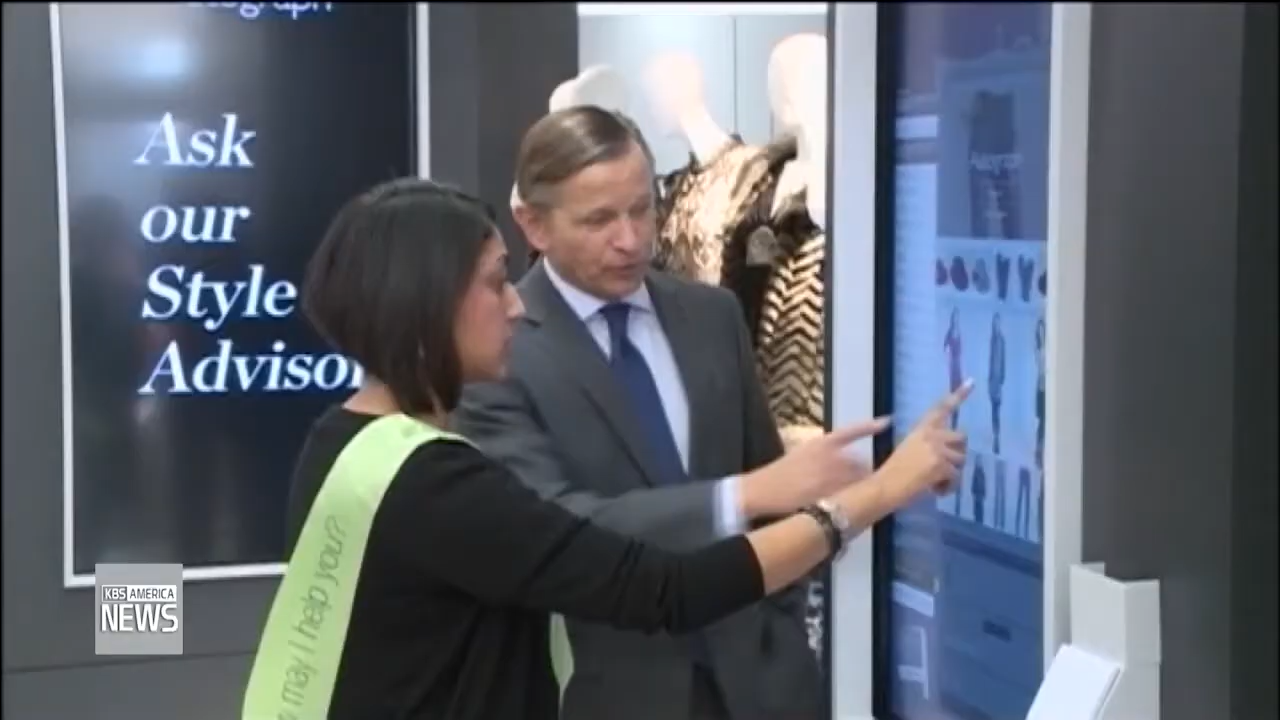 Ask
our
Style
Advisor
may I help you?
KBS AMERICA
NEWS